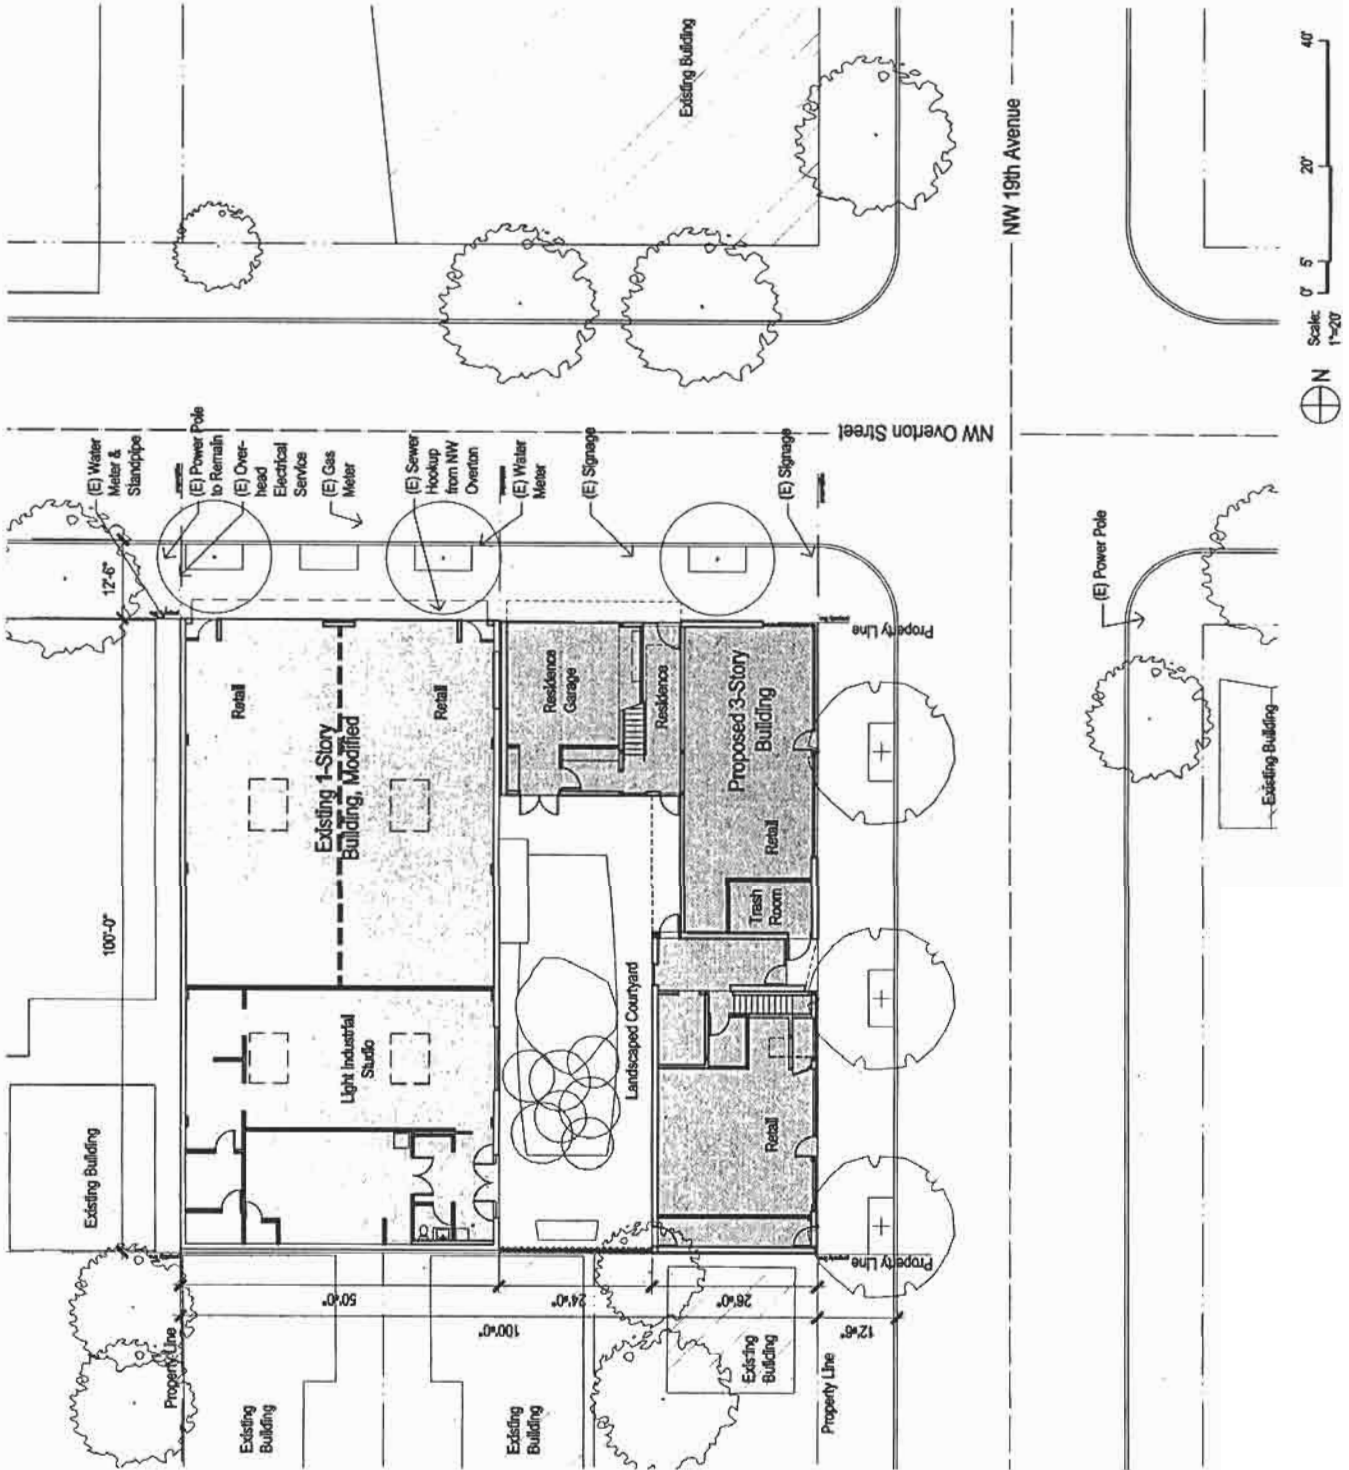 Existing Building
40'
20'
5'
0'
Scale:
1"=20'
N
NW 19th Avenue
NW Overton Street
(E) Water
Meter &
Standpipe
(E) Power Pole
to Remain
(E) Over-
head
Electrical
Service
(E) Gas
Meter
(E) Sewer
Hookup
from NW
Overton
(E) Water
Meter
(E) Signage
(E) Signage
(E) Power Pole
12'-6"
100'-0"
Retail
Retail
Existing 1-Story
Building, Modified
Residence
Garage
Residence
Proposed 3-Story
Building
Retail
Trash
Room
Property Line
Light Industrial
Studio
Landscaped Courtyard
Retail
Existing Building
Existing Building
Property Line
50'-0"
24'-0"
26'-0"
100'-0"
12'-6"
Property Line
Existing
Building
Existing
Building
Existing
Building
Property Line